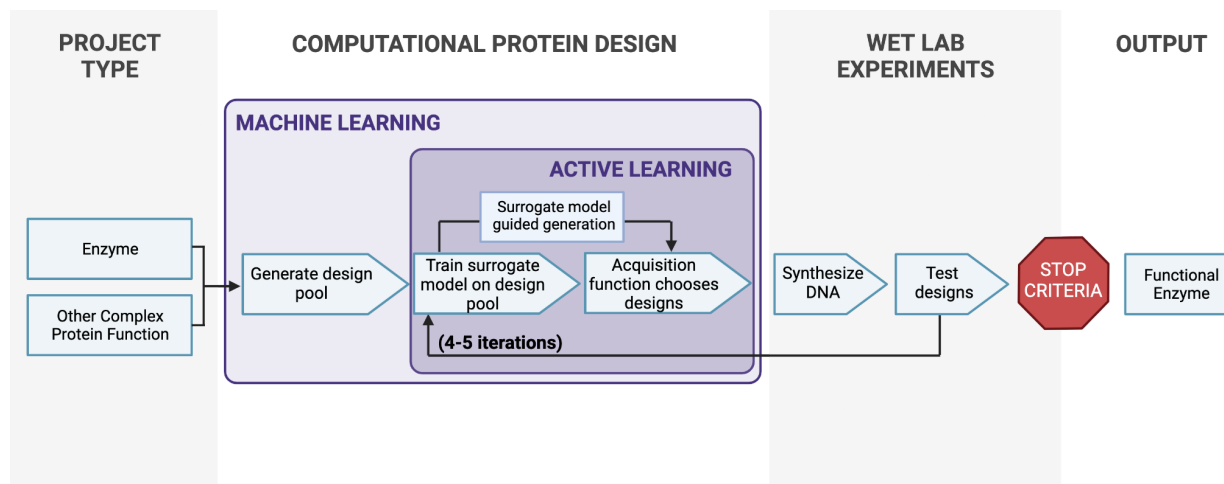 PROJECT
TYPE
COMPUTATIONAL PROTEIN DESIGN
WET LAB
EXPERIMENTS
OUTPUT
MACHINE LEARNING
ACTIVE LEARNING
Surrogate model
guided generation
Enzyme
Other Complex
Protein Function
Generate design
pool
Train surrogate
model on design
pool
Acquisition
function chooses
designs
(4-5 iterations)
Synthesize
DNA
Test
designs
STOP
CRITERIA
Functional
Enzyme